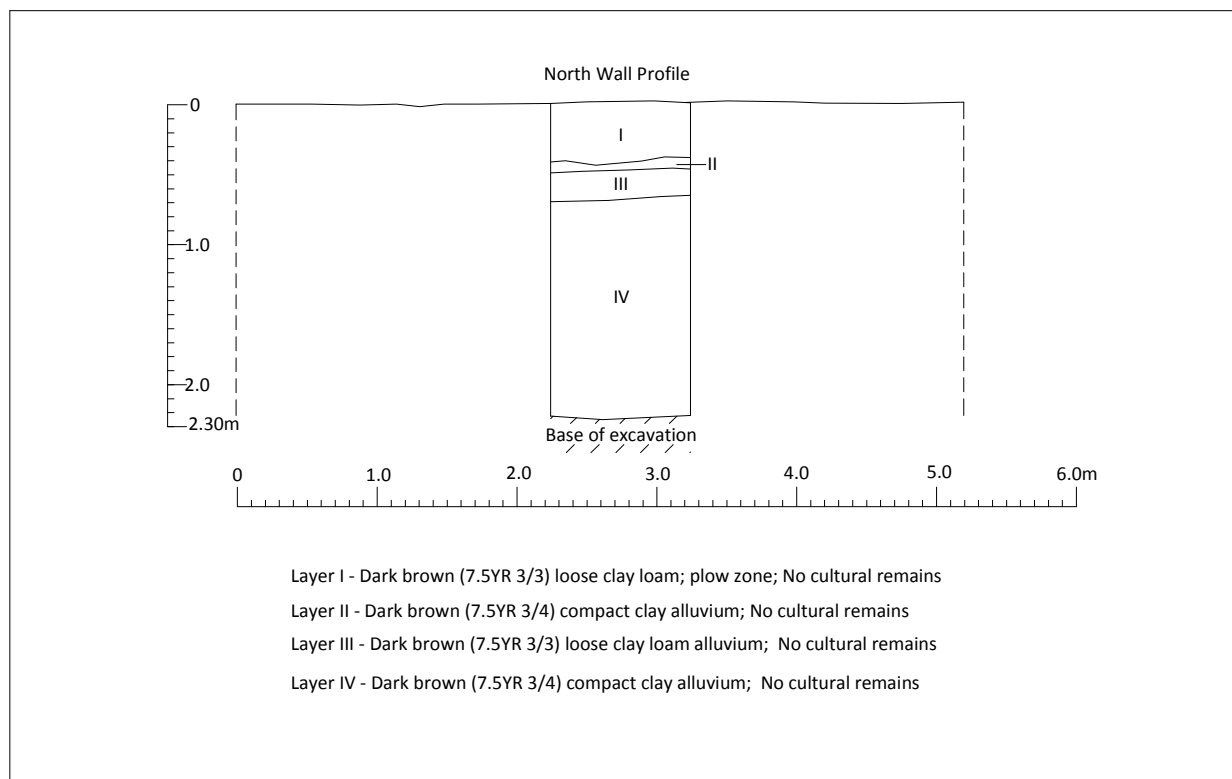 North Wall Profile
0
I
II
III
1.0
IV
2.0
2.30m
Base of excavation
0 1.0 2.0 3.0 4.0 5.0 6.0m
Layer I - Dark brown (7.5YR 3/3) loose clay loam; plow zone; No cultural remains
Layer II - Dark brown (7.5YR 3/4) compact clay alluvium; No cultural remains
Layer III - Dark brown (7.5YR 3/3) loose clay loam alluvium; No cultural remains
Layer IV - Dark brown (7.5YR 3/4) compact clay alluvium; No cultural remains